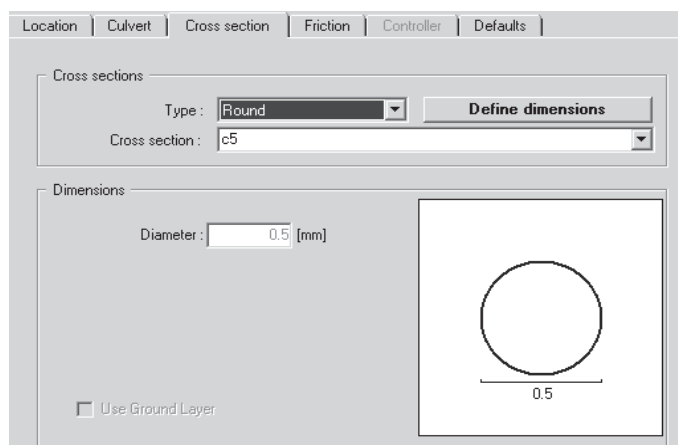 Location Culvert Cross section Friction Controller Defaults
Cross sections
Type : Round Define dimensions
Cross section : c5
Dimensions
Diameter : 0.5 [mm]
0.5
Use Ground Layer